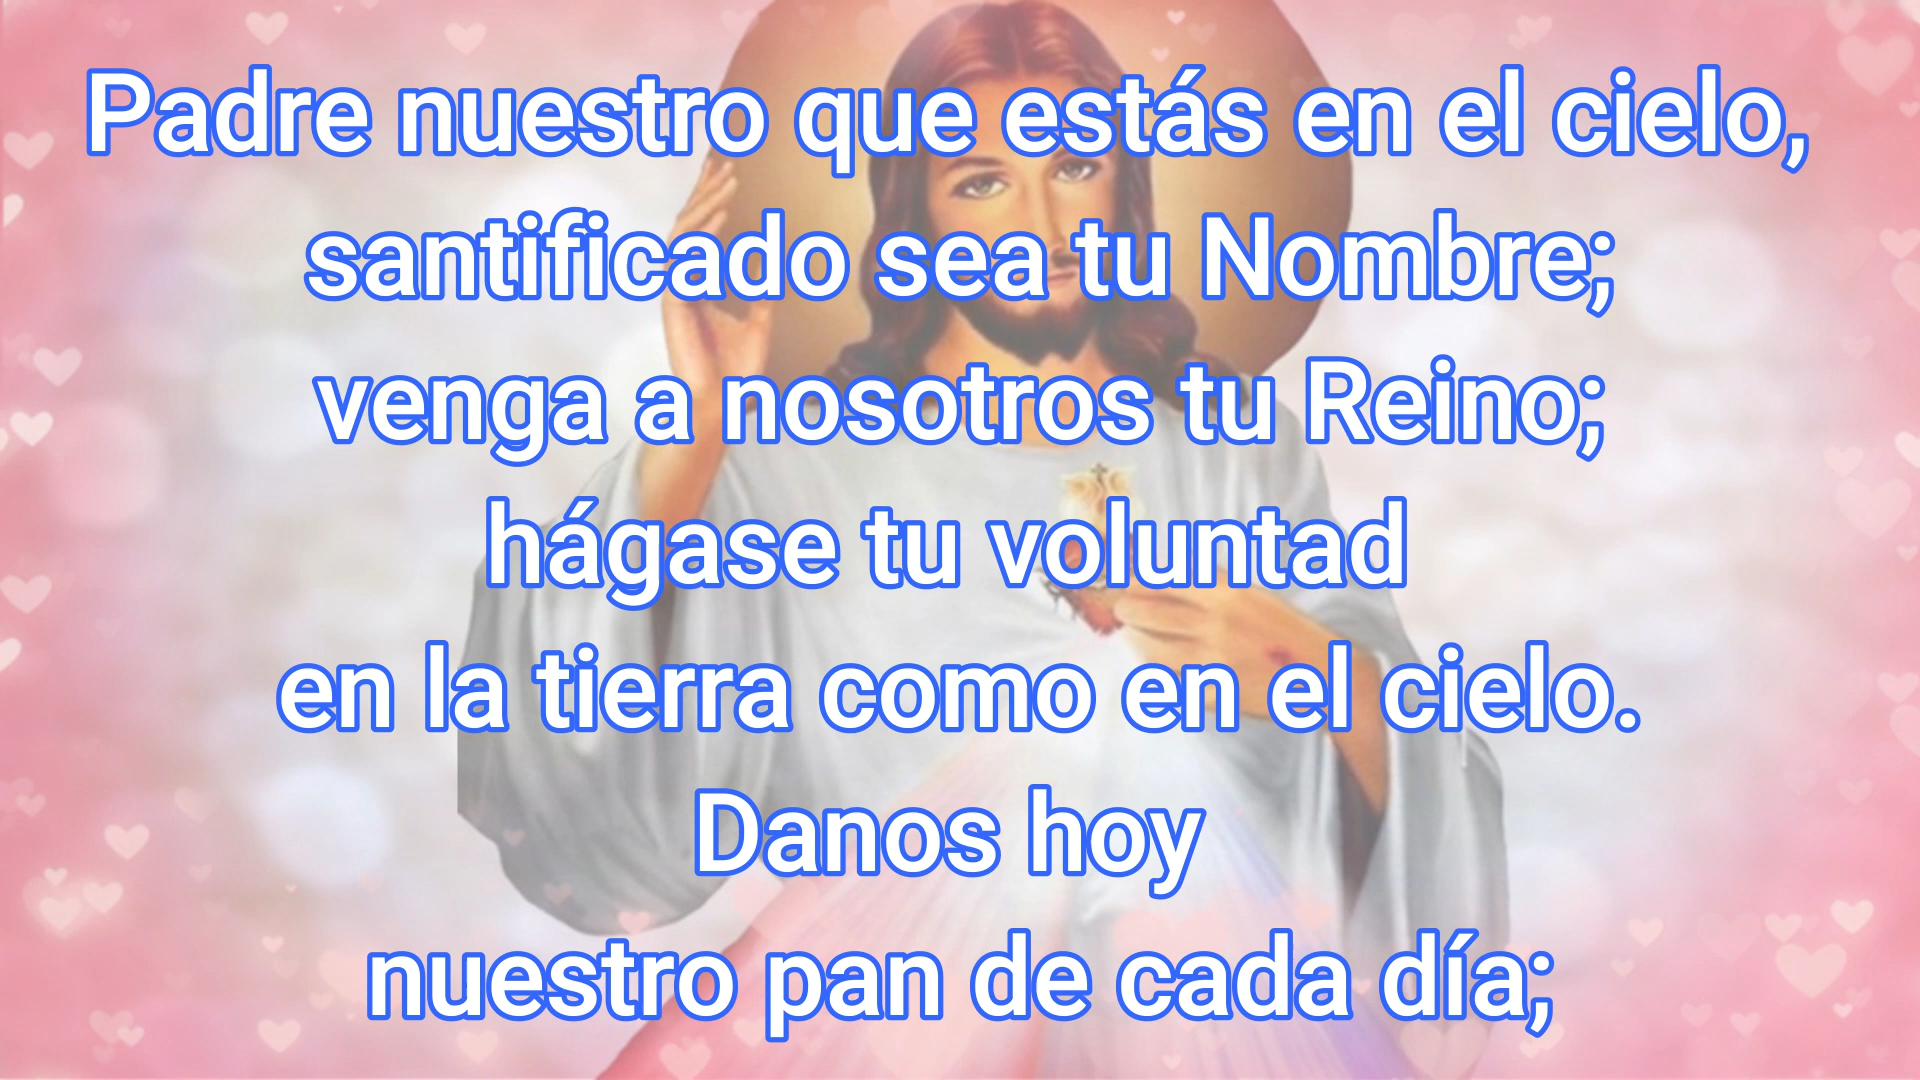 Padre nuestro que estás en el cielo,
santificado sea tu Nombre;
venga a nosotros tu Reino;
hágase tu voluntad
en la tierra como en el cielo.
Danos hoy
nuestro pan de cada día;